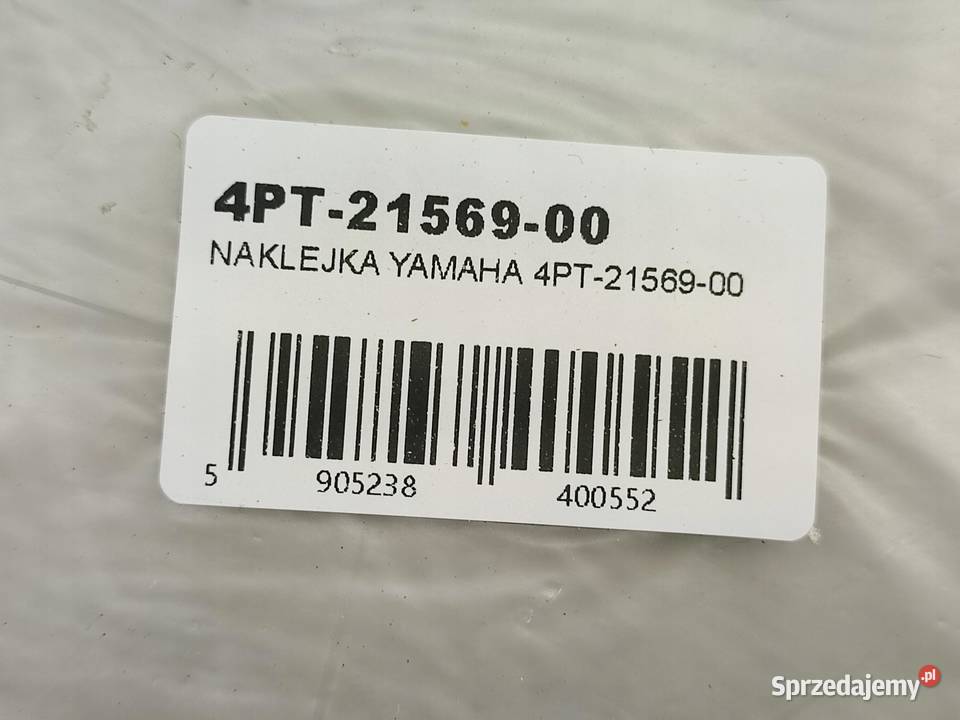 4PT-21569-00
NAKLEJKA YAMAHA 4PT-21569-00
5 905238 400552
Sprzedajemy.pl